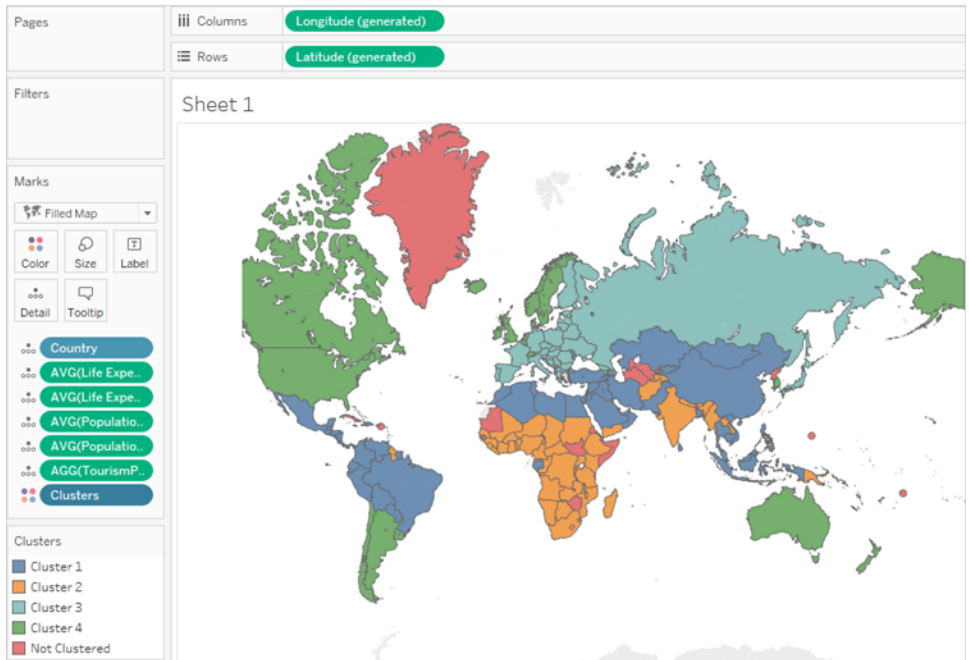 Pages
Columns
Longitude (generated)
Rows
Latitude (generated)
Filters
Sheet 1
Marks
Filled Map
Color
Size
Label
Detail
Tooltip
Country
AVG(Life Expe..
AVG(Life Expe..
AVG(Populatio..
AVG(Populatio..
AGG(TourismP..
Clusters
Clusters
Cluster 1
Cluster 2
Cluster 3
Cluster 4
Not Clustered